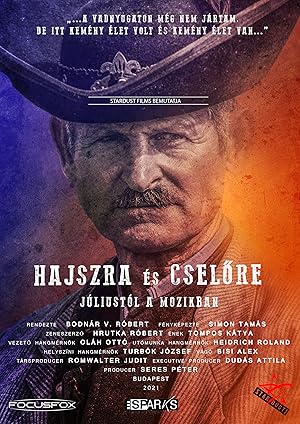 "...A VADNYUGATON MÉG NEM JÁRTAM,
DE ITT KEMÉNY ÉLET VOLT ÉS KEMÉNY ÉLET VAN..."
STARDUST FILMS BEMUTATJA
HAJSZRA ÉS CSELŐRE
JÚLIUSTÓL A MOZIKBAN
RENDEZTE BODNÁR V. RÓBERT FÉNYKÉPEZTE SIMON TAMÁS
ZENESZERZŐ HRUTKA RÓBERT ÉNEK TOMPOS KÁTYA
VEZETŐ HANGMÉRNÖK OLÁH OTTÓ UTÓMUNKA HANGMÉRNÖK HEIDRICH ROLAND
HELYSZÍNI HANGMÉRNÖK TURBÓK JÓZSEF VÁGÓ SISI ALEX
TÁRSPRODUCER ROMWALTER JUDIT EXECUTIVE PRODUCER DUDÁS ATTILA
PRODUCER SERES PÉTER
BUDAPEST
2021
FOCUSFOX
SPARKS
STAR DUST